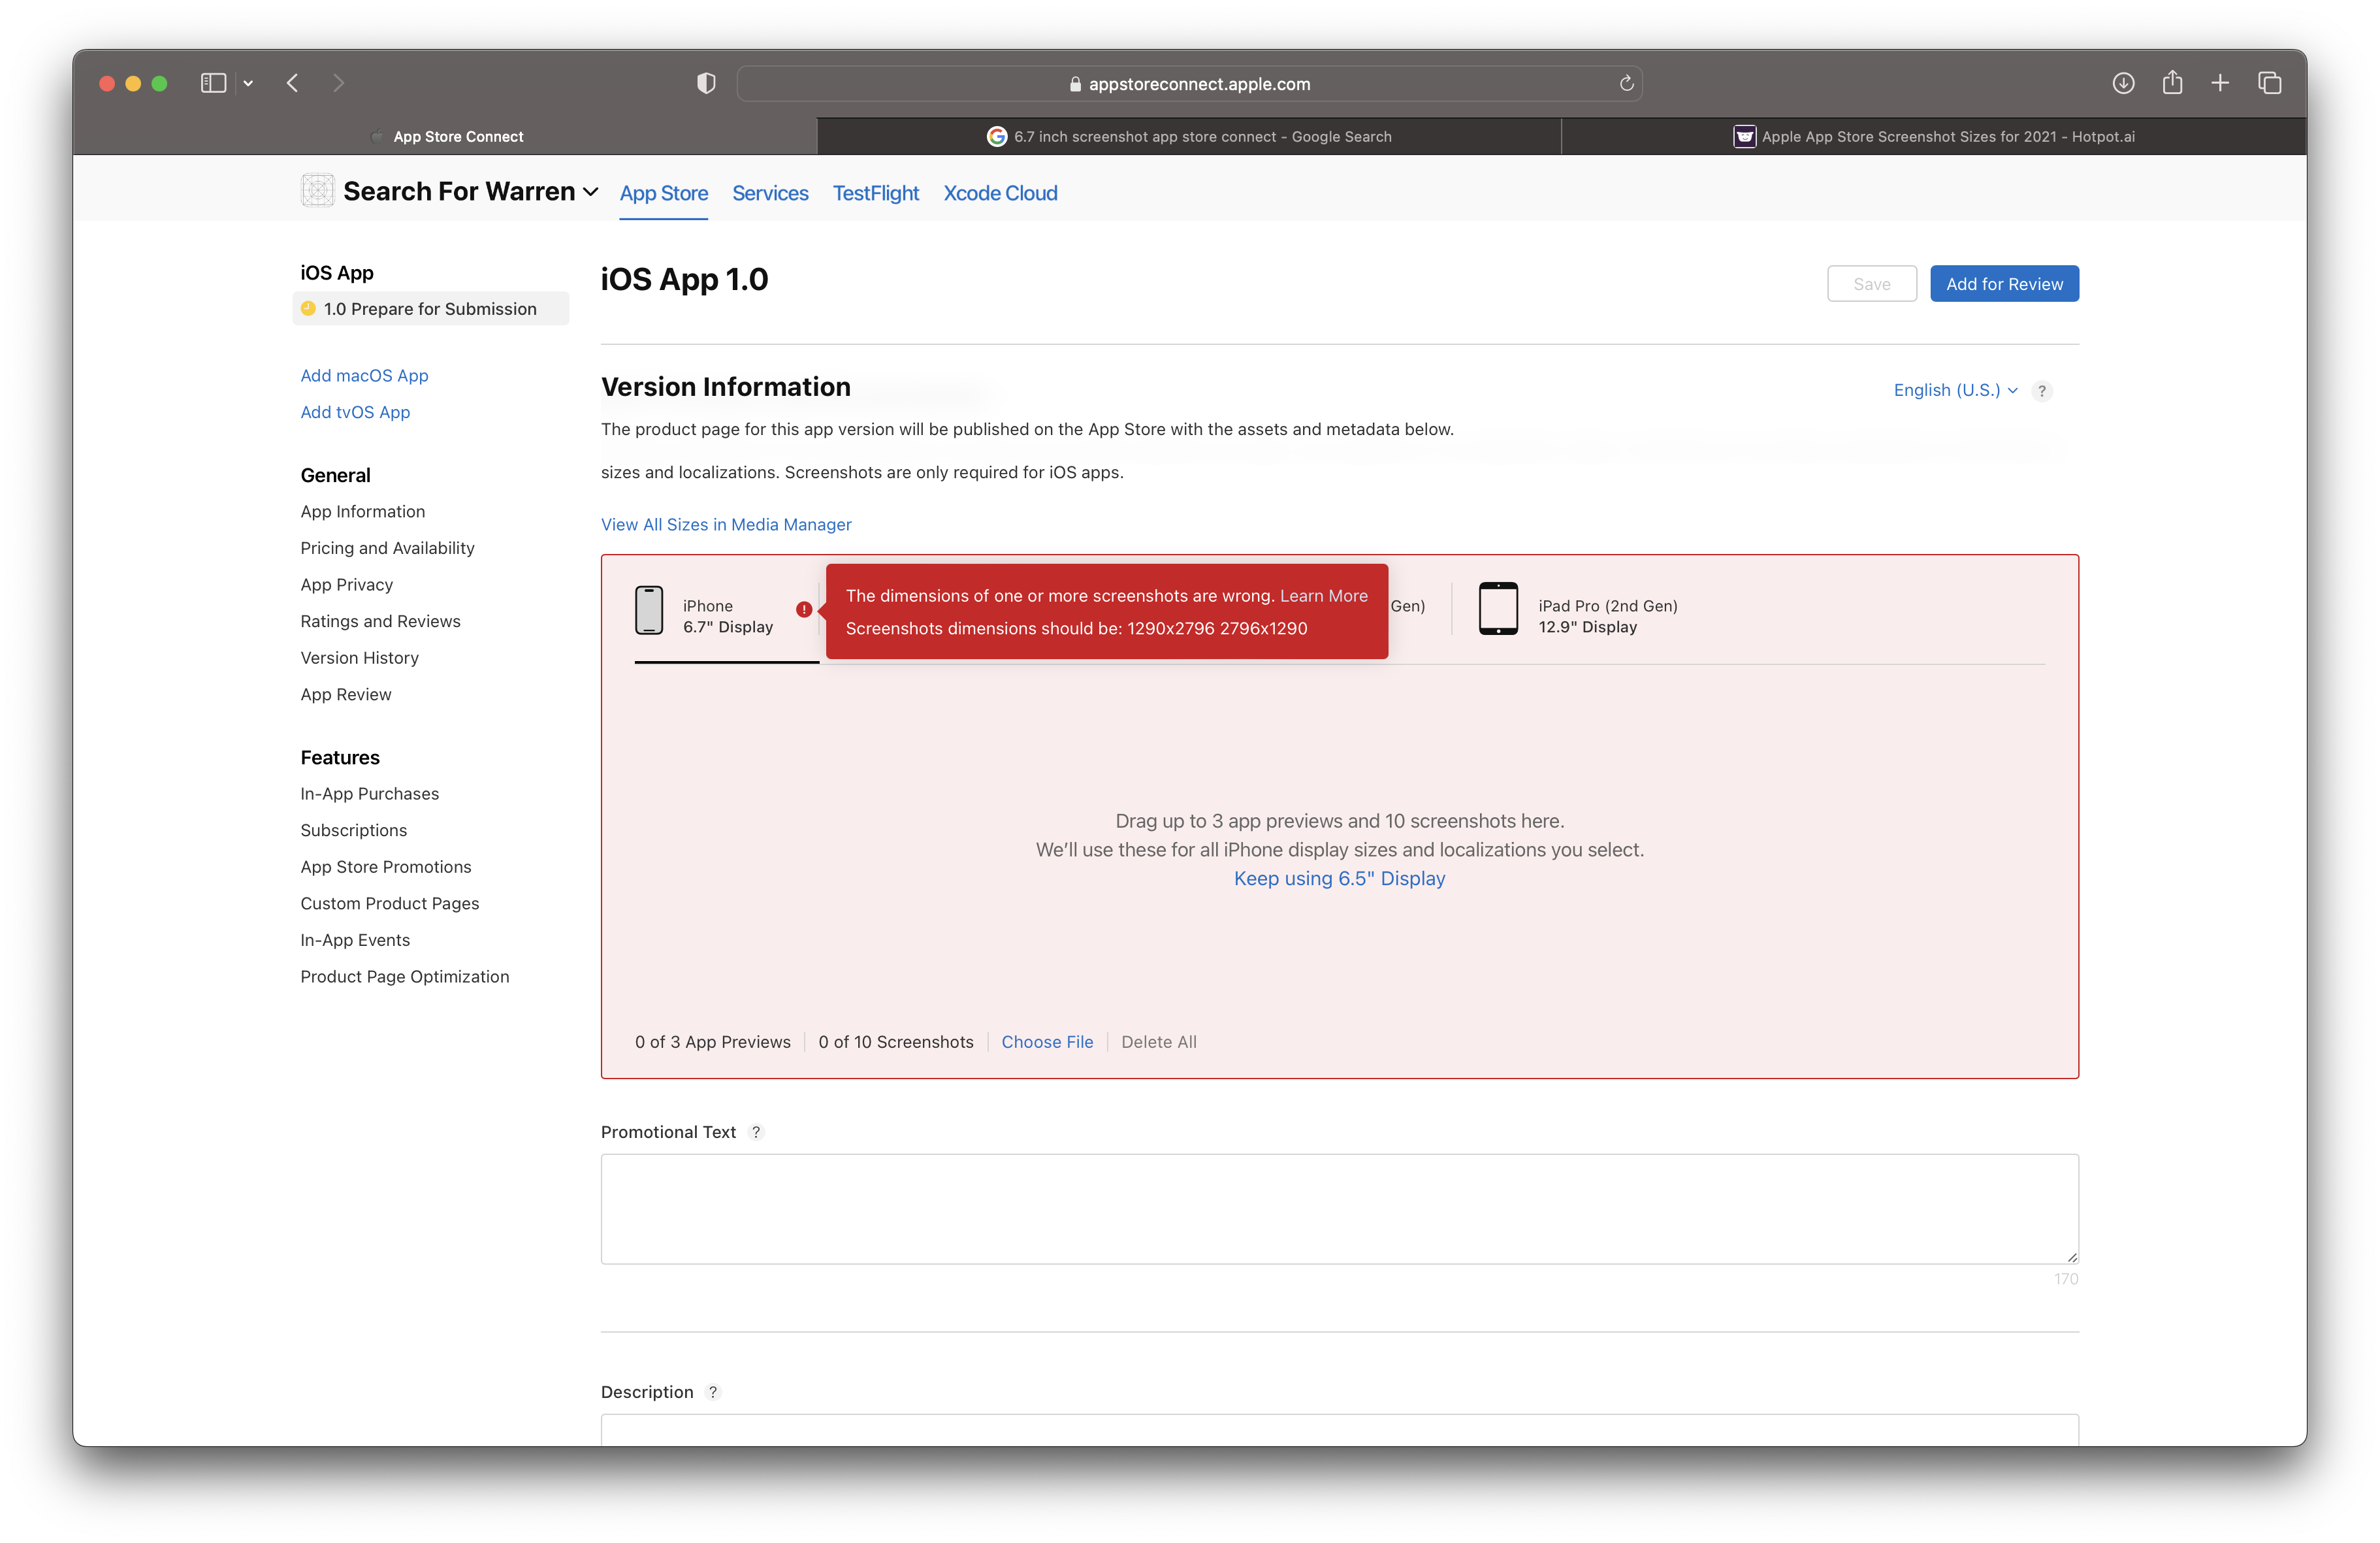 appstoreconnect.apple.com
App Store Connect
6.7 inch screenshot app store connect - Google Search
Apple App Store Screenshot Sizes for 2021 - Hotpot.ai
Search For Warren
App Store
Services
TestFlight
Xcode Cloud
iOS App
1.0 Prepare for Submission
Add macOS App
Add tvOS App
General
App Information
Pricing and Availability
App Privacy
Ratings and Reviews
Version History
App Review
Features
In-App Purchases
Subscriptions
App Store Promotions
Custom Product Pages
In-App Events
Product Page Optimization
iOS App 1.0
Save
Add for Review
Version Information
English (U.S.)
?
The product page for this app version will be published on the App Store with the assets and metadata below.
sizes and localizations. Screenshots are only required for iOS apps.
View All Sizes in Media Manager
iPhone
6.7" Display
!
The dimensions of one or more screenshots are wrong. Learn More
Screenshots dimensions should be: 1290x2796 2796x1290
Gen)
iPad Pro (2nd Gen)
12.9" Display
Drag up to 3 app previews and 10 screenshots here.
We'll use these for all iPhone display sizes and localizations you select.
Keep using 6.5" Display
0 of 3 App Previews
0 of 10 Screenshots
Choose File
Delete All
Promotional Text ?
170
Description ?